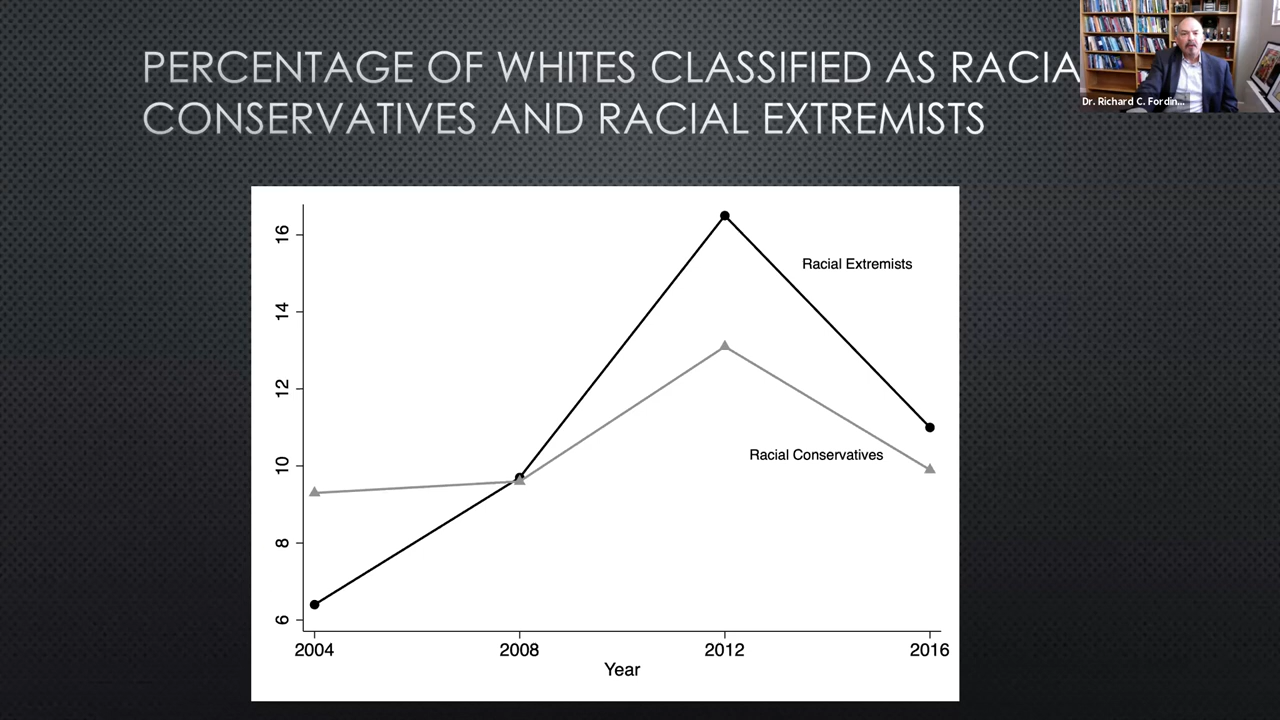 PERCENTAGE OF WHITES CLASSIFIED AS RACIA
CONSERVATIVES AND RACIAL EXTREMISTS
Dr. Richard C. Fordin...
16
14
12
10
8
6
Racial Extremists
Racial Conservatives
2004 2008 2012 2016
Year